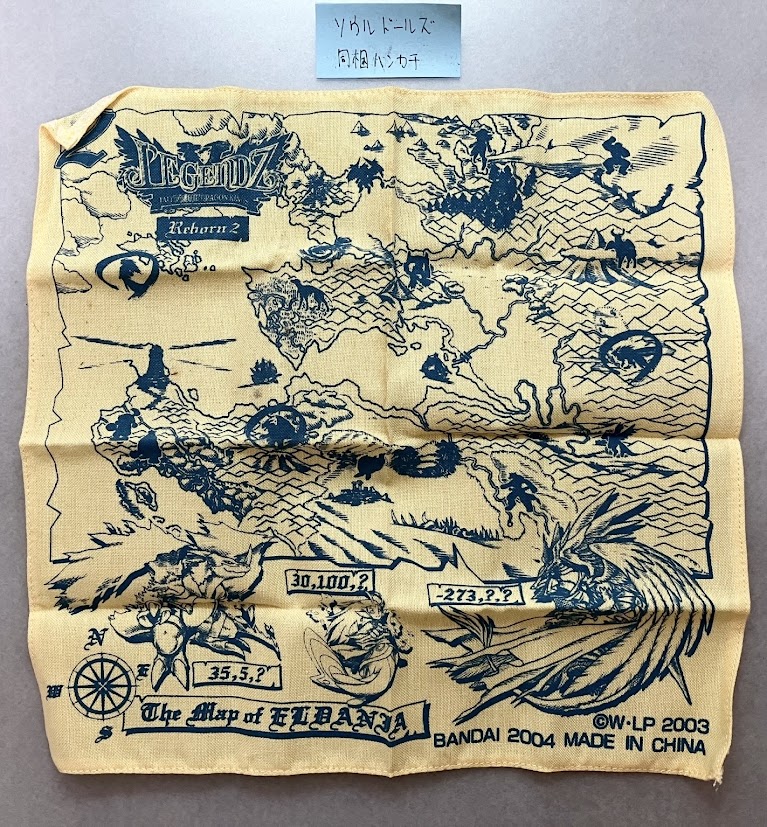 ソウルドールズ
同梱ハンカチ
2
LEGENDZ
Reborn 2
30,100,?
-273,?,?
35,5,?
N
W
E
S
The Map of ELDANIA
©W・LP 2003
BANDAI 2004 MADE IN CHINA